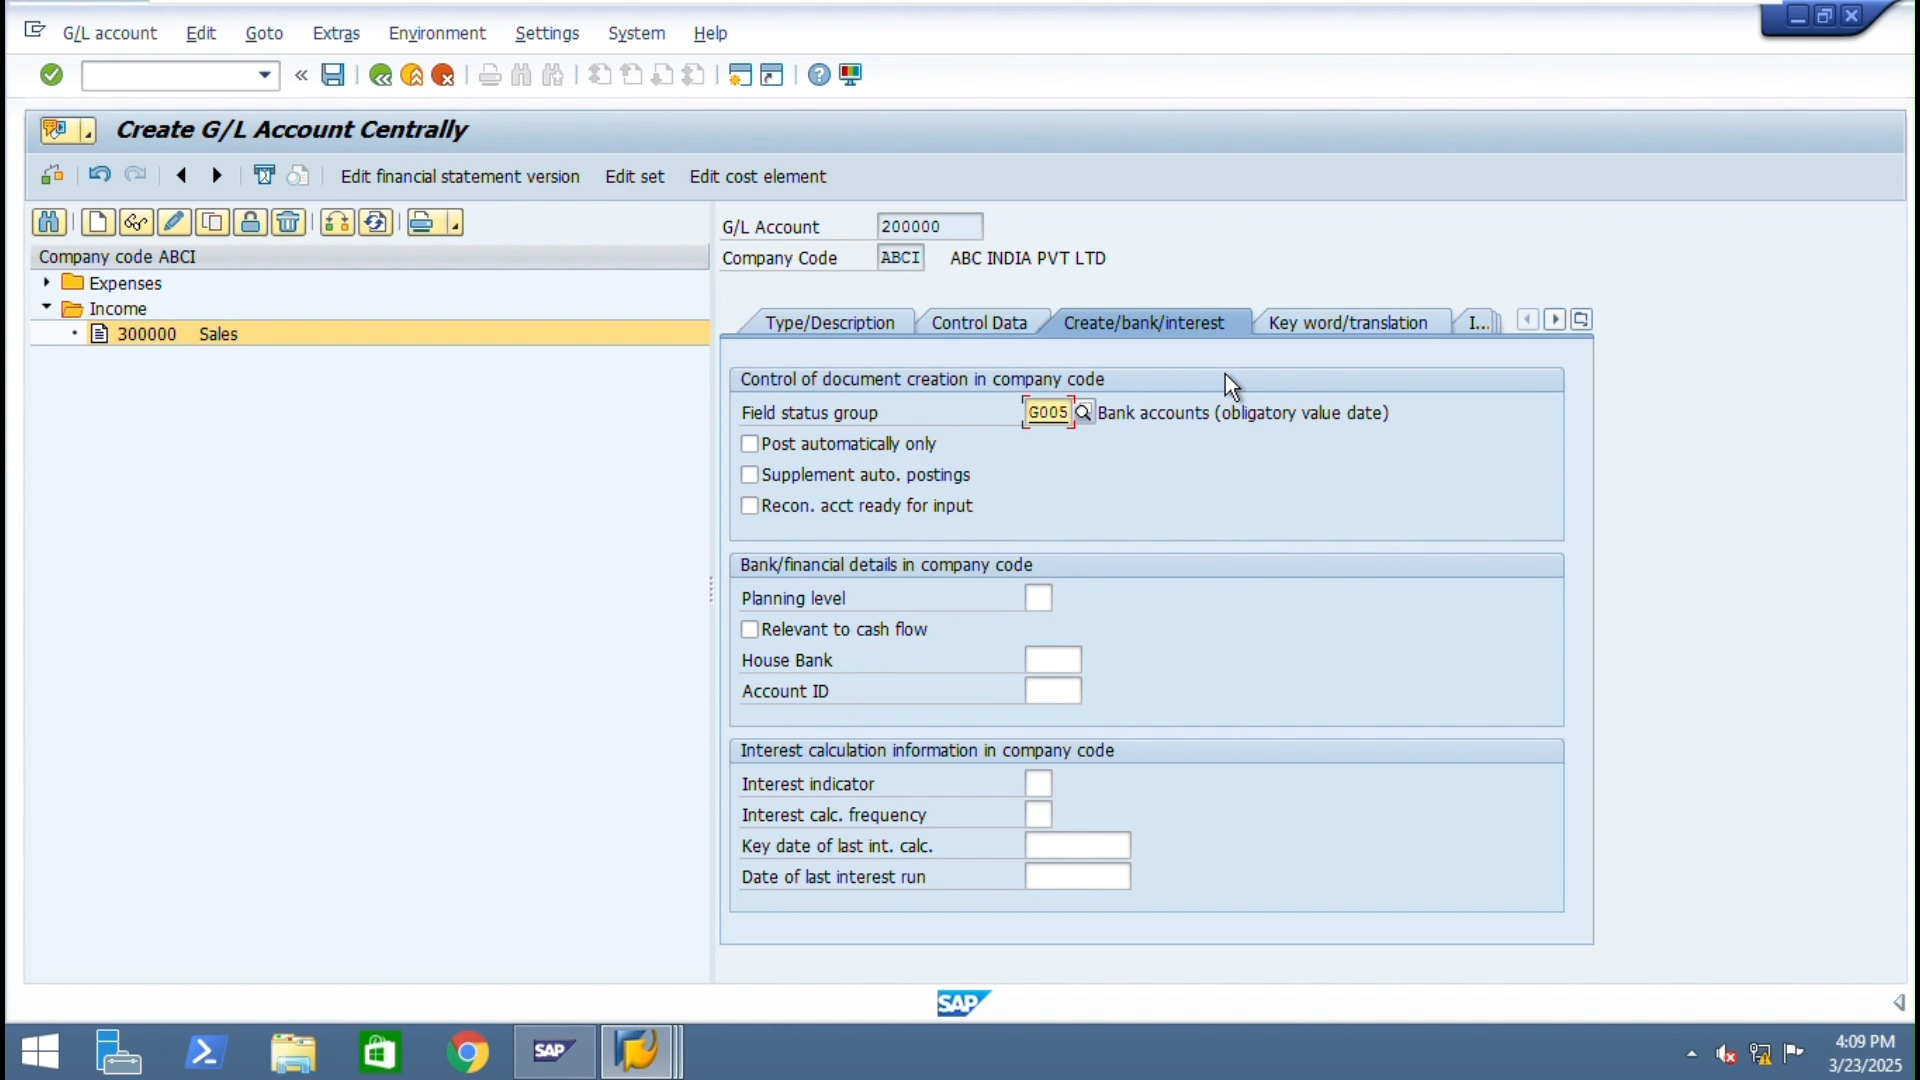 G/L account Edit Goto Extras Environment Settings System Help
Create G/L Account Centrally
Edit financial statement version Edit set Edit cost element
Company code ABCI
Expenses
Income
300000 Sales
G/L Account 200000
Company Code ABCI ABC INDIA PVT LTD
Type/Description Control Data Create/bank/interest Key word/translation I...
Control of document creation in company code
Field status group G005 Bank accounts (obligatory value date)
Post automatically only
Supplement auto. postings
Recon. acct ready for input
Bank/financial details in company code
Planning level
Relevant to cash flow
House Bank
Account ID
Interest calculation information in company code
Interest indicator
Interest calc. frequency
Key date of last int. calc.
Date of last interest run
SAP
SAP
4:09 PM
3/23/2025